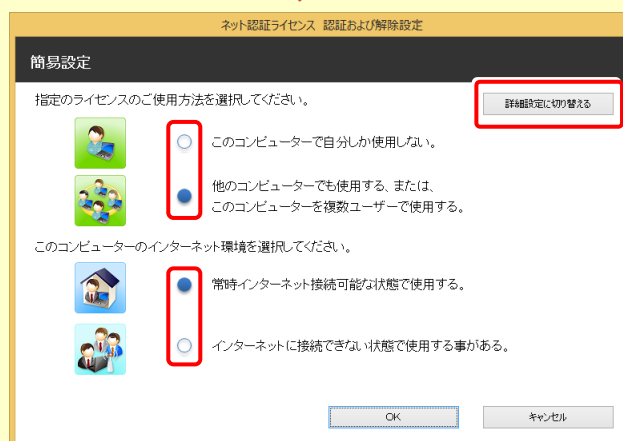 ネット認証ライセンス 認証および解除設定
簡易設定
指定のライセンスのご使用方法を選択してください。
詳細設定に切り替える
このコンピューターで自分しか使用しない。
他のコンピューターでも使用する、または、
このコンピューターを複数ユーザーで使用する。
このコンピューターのインターネット環境を選択してください。
常時インターネット接続可能な状態で使用する。
インターネットに接続できない状態で使用する事がある。
OK
キャンセル